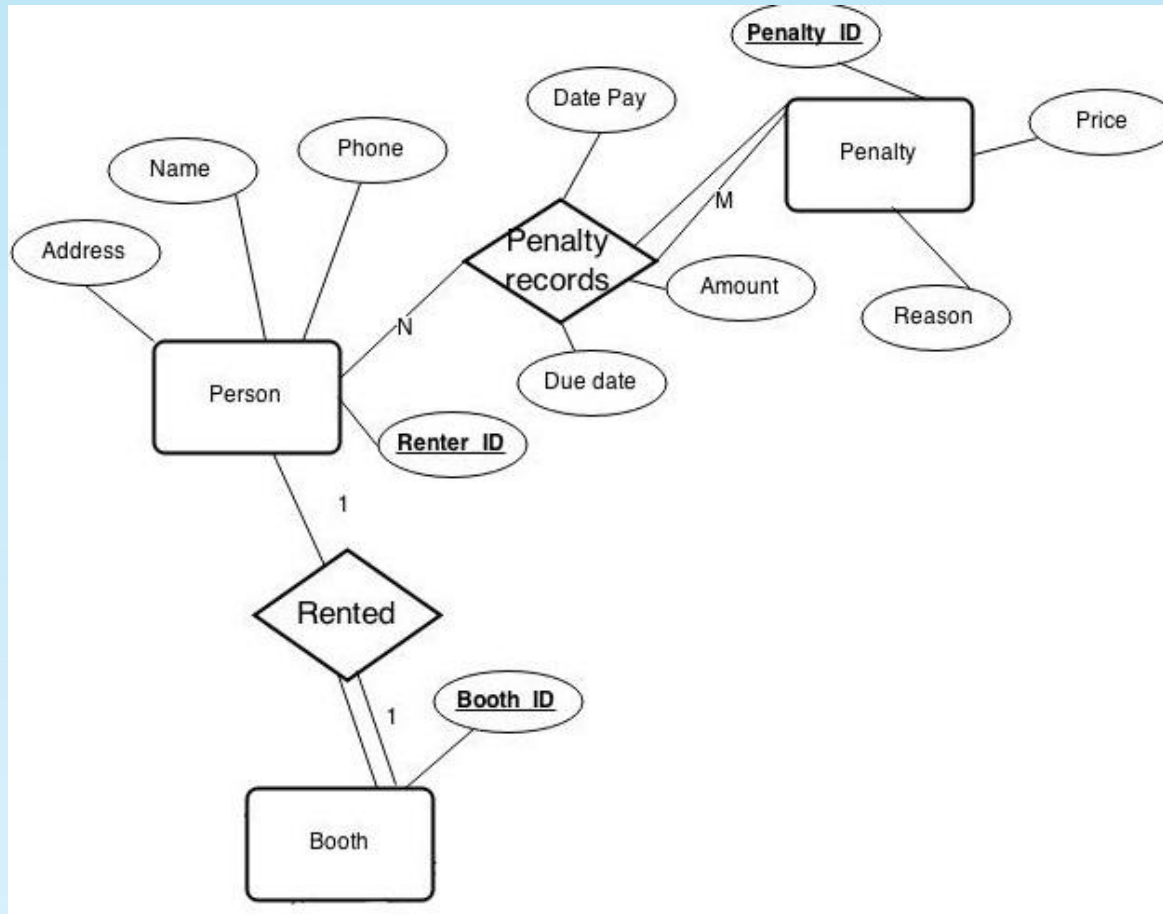 Penalty_ID
Date Pay
Price
Phone
Penalty
Name
M
Penalty
records
Address
Amount
Reason
N
Due date
Person
Renter_ID
1
Rented
Booth_ID
1
Booth